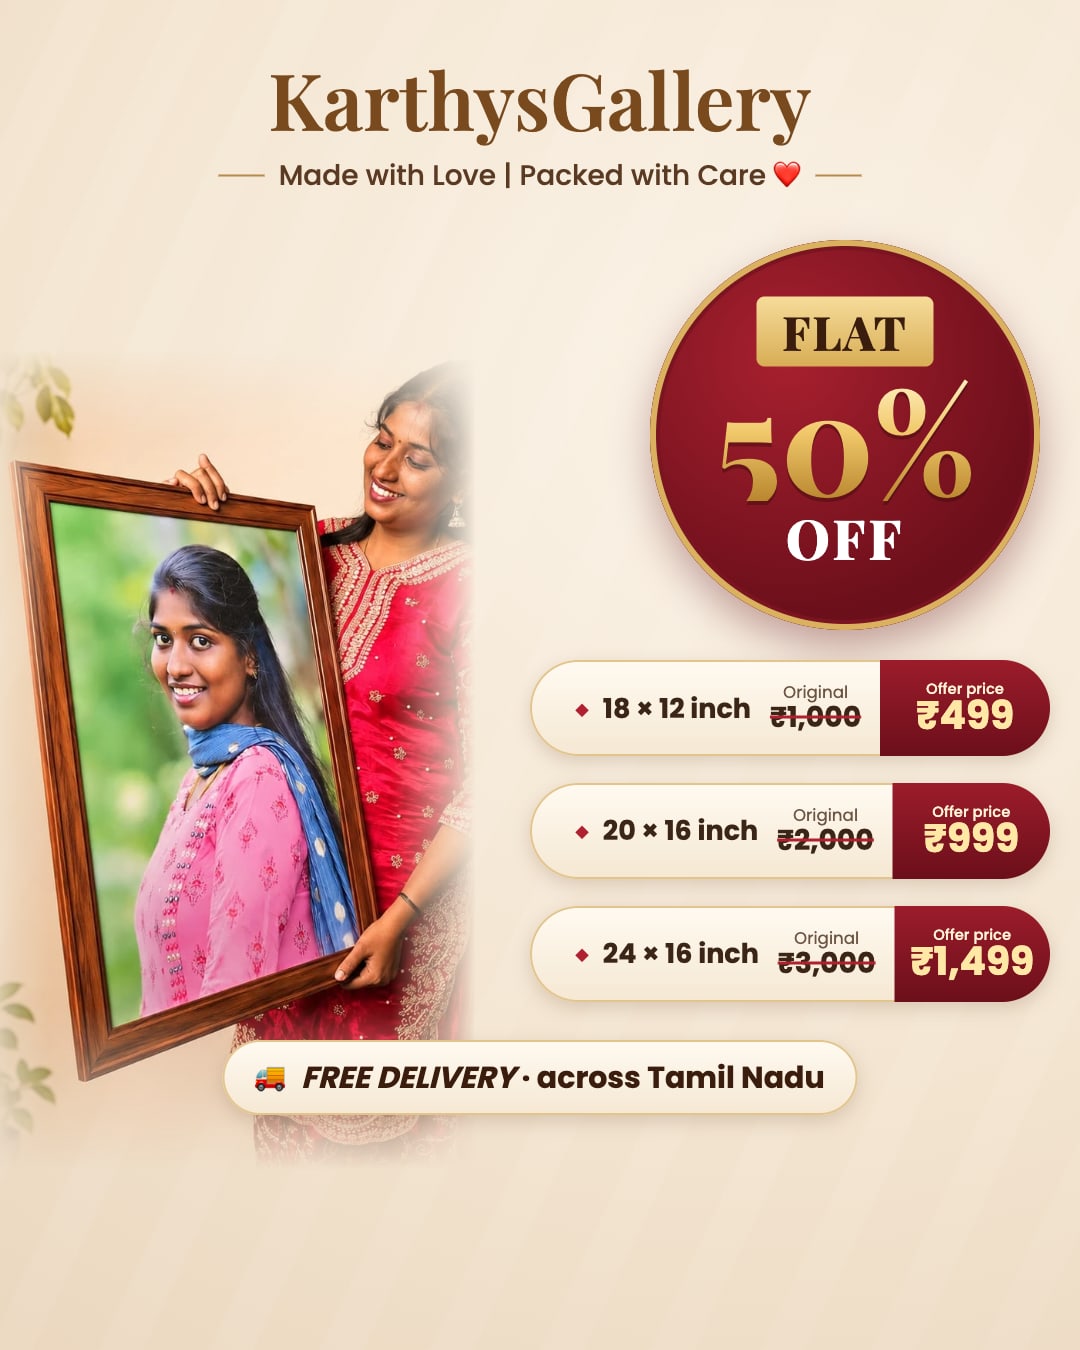 KarthysGallery
Made with Love | Packed with Care ❤️
FLAT
50%
OFF
18 × 12 inch
Original
₹1,000
Offer price
₹499
20 × 16 inch
Original
₹2,000
Offer price
₹999
24 × 16 inch
Original
₹3,000
Offer price
₹1,499
🚚 FREE DELIVERY · across Tamil Nadu